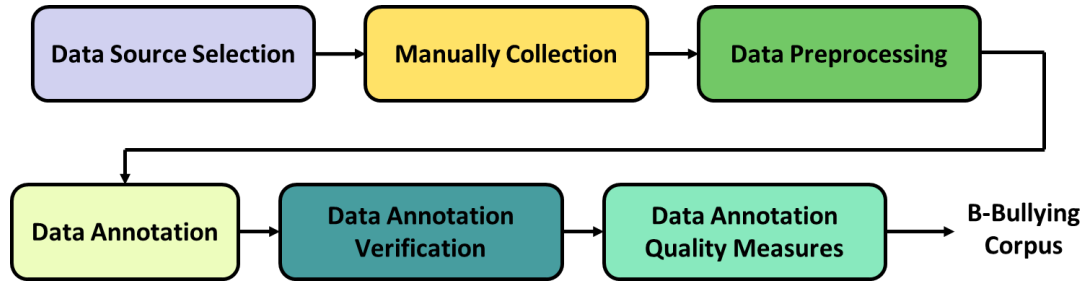 Data Source Selection
Manually Collection
Data Preprocessing
Data Annotation
Data Annotation
Verification
Data Annotation
Quality Measures
B-Bullying
Corpus